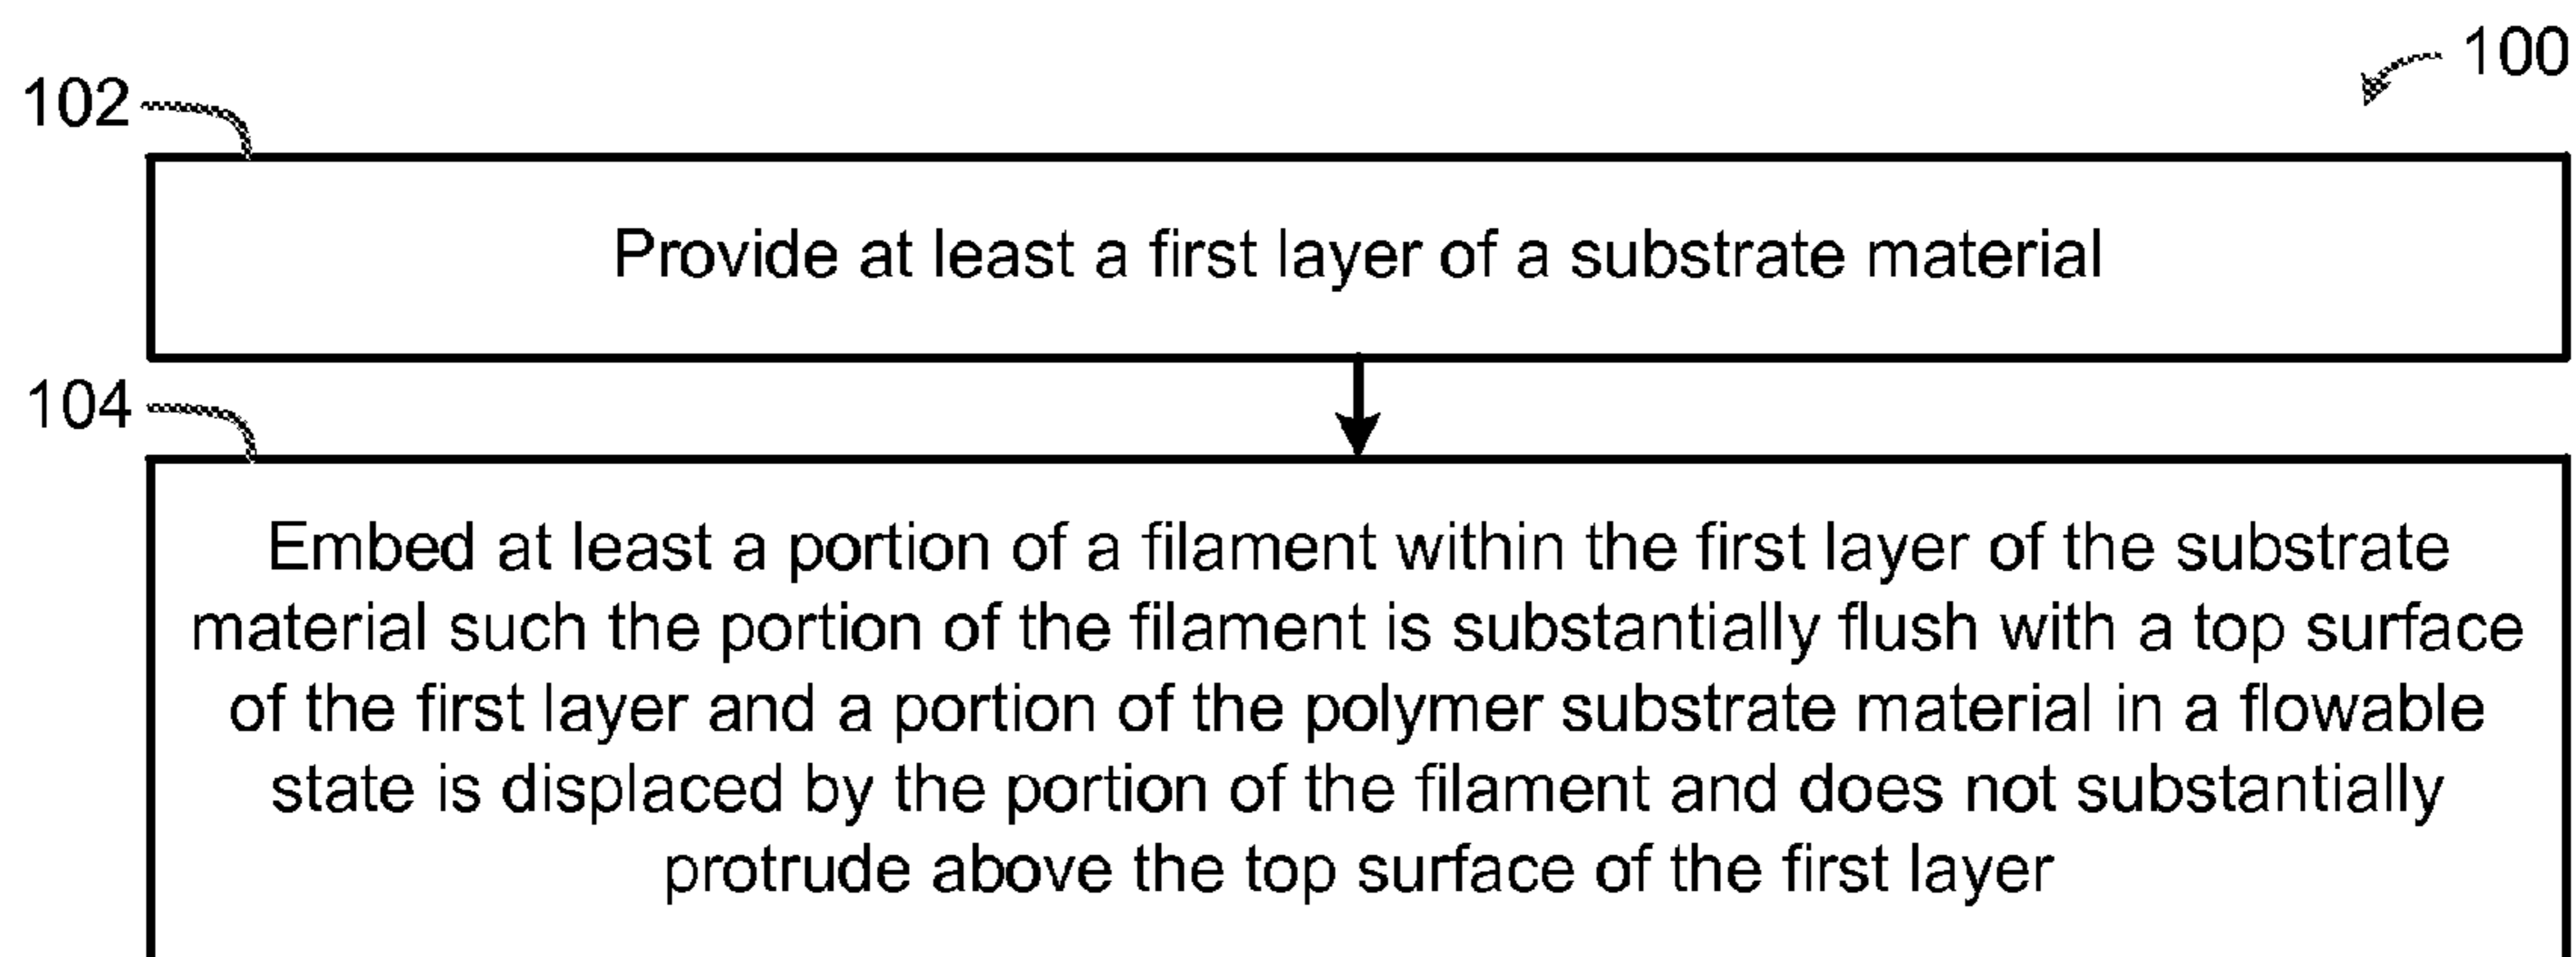 100
102
Provide at least a first layer of a substrate material
104
Embed at least a portion of a filament within the first layer of the substrate
material such the portion of the filament is substantially flush with a top surface
of the first layer and a portion of the polymer substrate material in a flowable
state is displaced by the portion of the filament and does not substantially
protrude above the top surface of the first layer